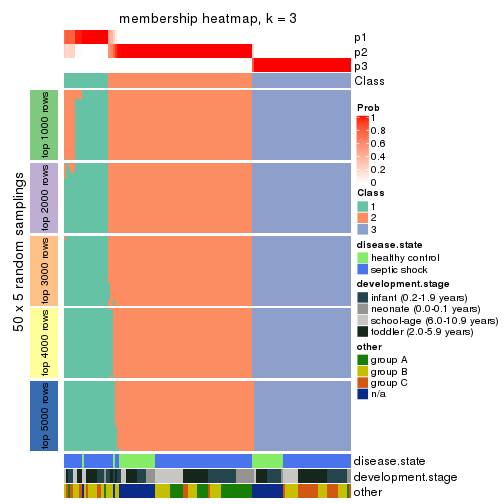 membership heatmap, k = 3
p1
p2
p3
Class
50 x 5 random samplings
top 1000 rows
top 2000 rows
top 3000 rows
top 4000 rows
top 5000 rows
Prob
1
0.8
0.6
0.4
0.2
0
Class
1
2
3
disease.state
healthy control
septic shock
development.stage
infant (0.2-1.9 years)
neonate (0.0-0.1 years)
school-age (6.0-10.9 years)
toddler (2.0-5.9 years)
other
group A
group B
group C
n/a
disease.state
development.stage
other